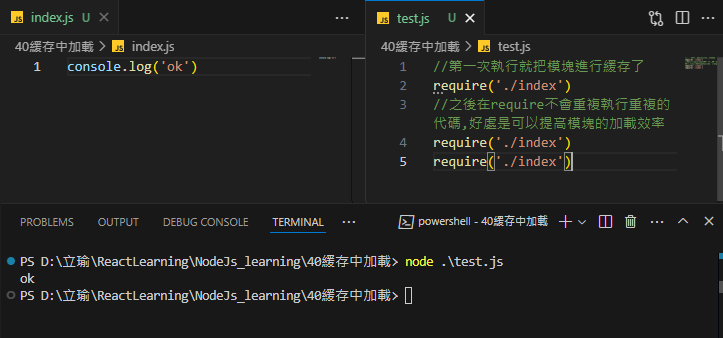 JS index.js U ×
···
JS test.js U ×
···
40緩存中加載 > JS index.js
1 console.log('ok')
40緩存中加載 > JS test.js
1 //第一次執行就把模塊進行緩存了
2 require('./index')
3 //之後在require不會重複執行重複的
代碼,好處是可以提高模塊的加載效率
4 require('./index')
5 require('./index')
PROBLEMS OUTPUT DEBUG CONSOLE TERMINAL ··· powershell - 40緩存中加載
PS D:\立瑜\ReactLearning\NodeJs_learning\40緩存中加載> node .\test.js
ok
PS D:\立瑜\ReactLearning\NodeJs_learning\40緩存中加載>